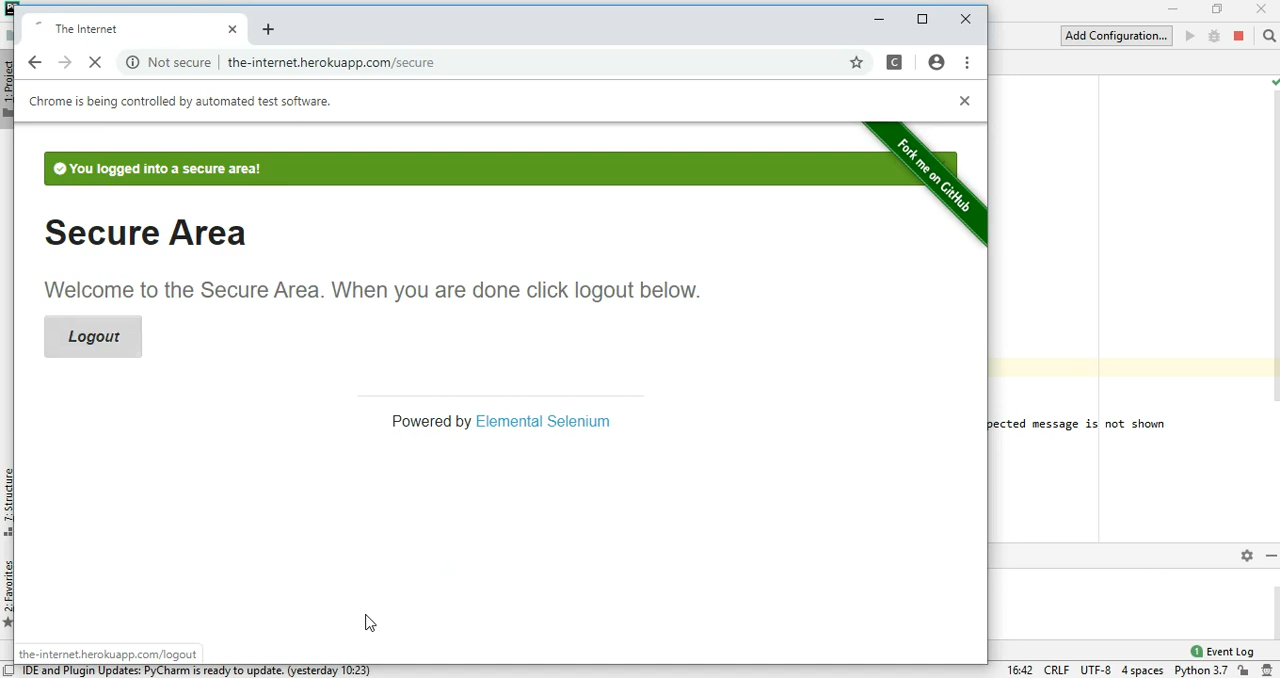 PC
The Internet
Add Configuration...
Not secure
the-internet.herokuapp.com/secure
C
Chrome is being controlled by automated test software.
1: Project
Fork me on GitHub
You logged into a secure area!
Secure Area
Welcome to the Secure Area. When you are done click logout below.
Logout
Powered by Elemental Selenium
pected message is not shown
7: Structure
2: Favorites
the-internet.herokuapp.com/logout
1 Event Log
IDE and Plugin Updates: PyCharm is ready to update. (yesterday 10:23)
16:42 CRLF UTF-8 4 spaces Python 3.7